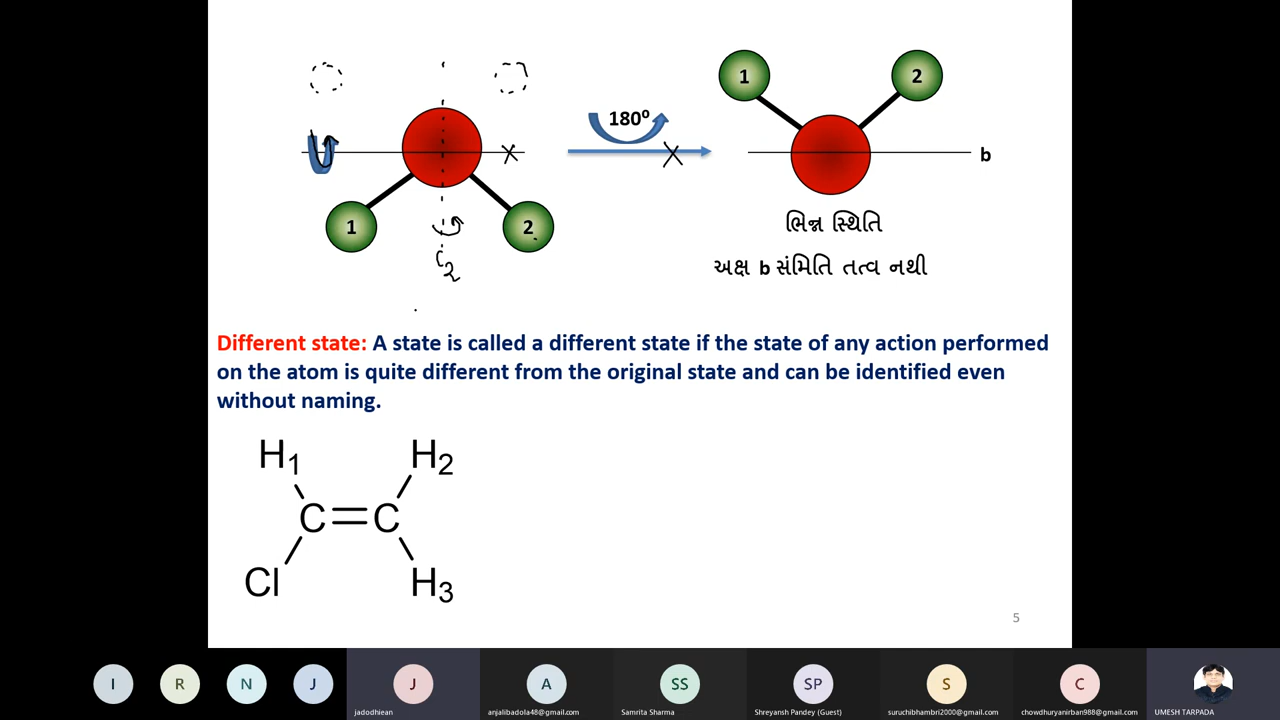 1
2
180º
1
2
b
C2
ભિન્ન સ્થિતિ
અક્ષ b સંમિતિ તત્વ નથી
Different state: A state is called a different state if the state of any action performed
on the atom is quite different from the original state and can be identified even
without naming.
H1 H2
C=C
Cl H3
5
I R N J J A SS SP S C
jadodhiean anjalibadola48@gmail.com Samrita Sharma Shreyansh Pandey (Guest) suruchibhambri2000@gmail.com chowdhuryanirban988@gmail.com UMESH TARPADA